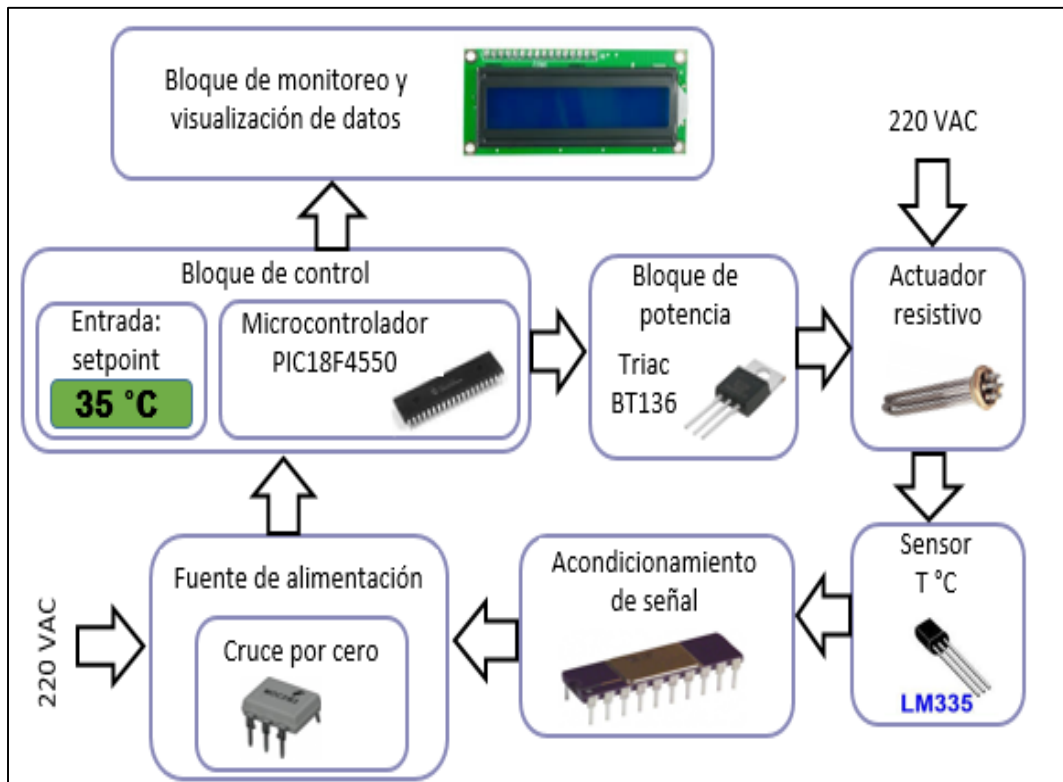 Bloque de monitoreo y
visualización de datos
220 VAC
Bloque de control
Entrada:
setpoint
35 °C
Microcontrolador
PIC18F4550
Bloque de
potencia
Triac
BT136
Actuador
resistivo
220 VAC
Fuente de alimentación
Cruce por cero
Acondicionamiento
de señal
Sensor
T °C
LM335